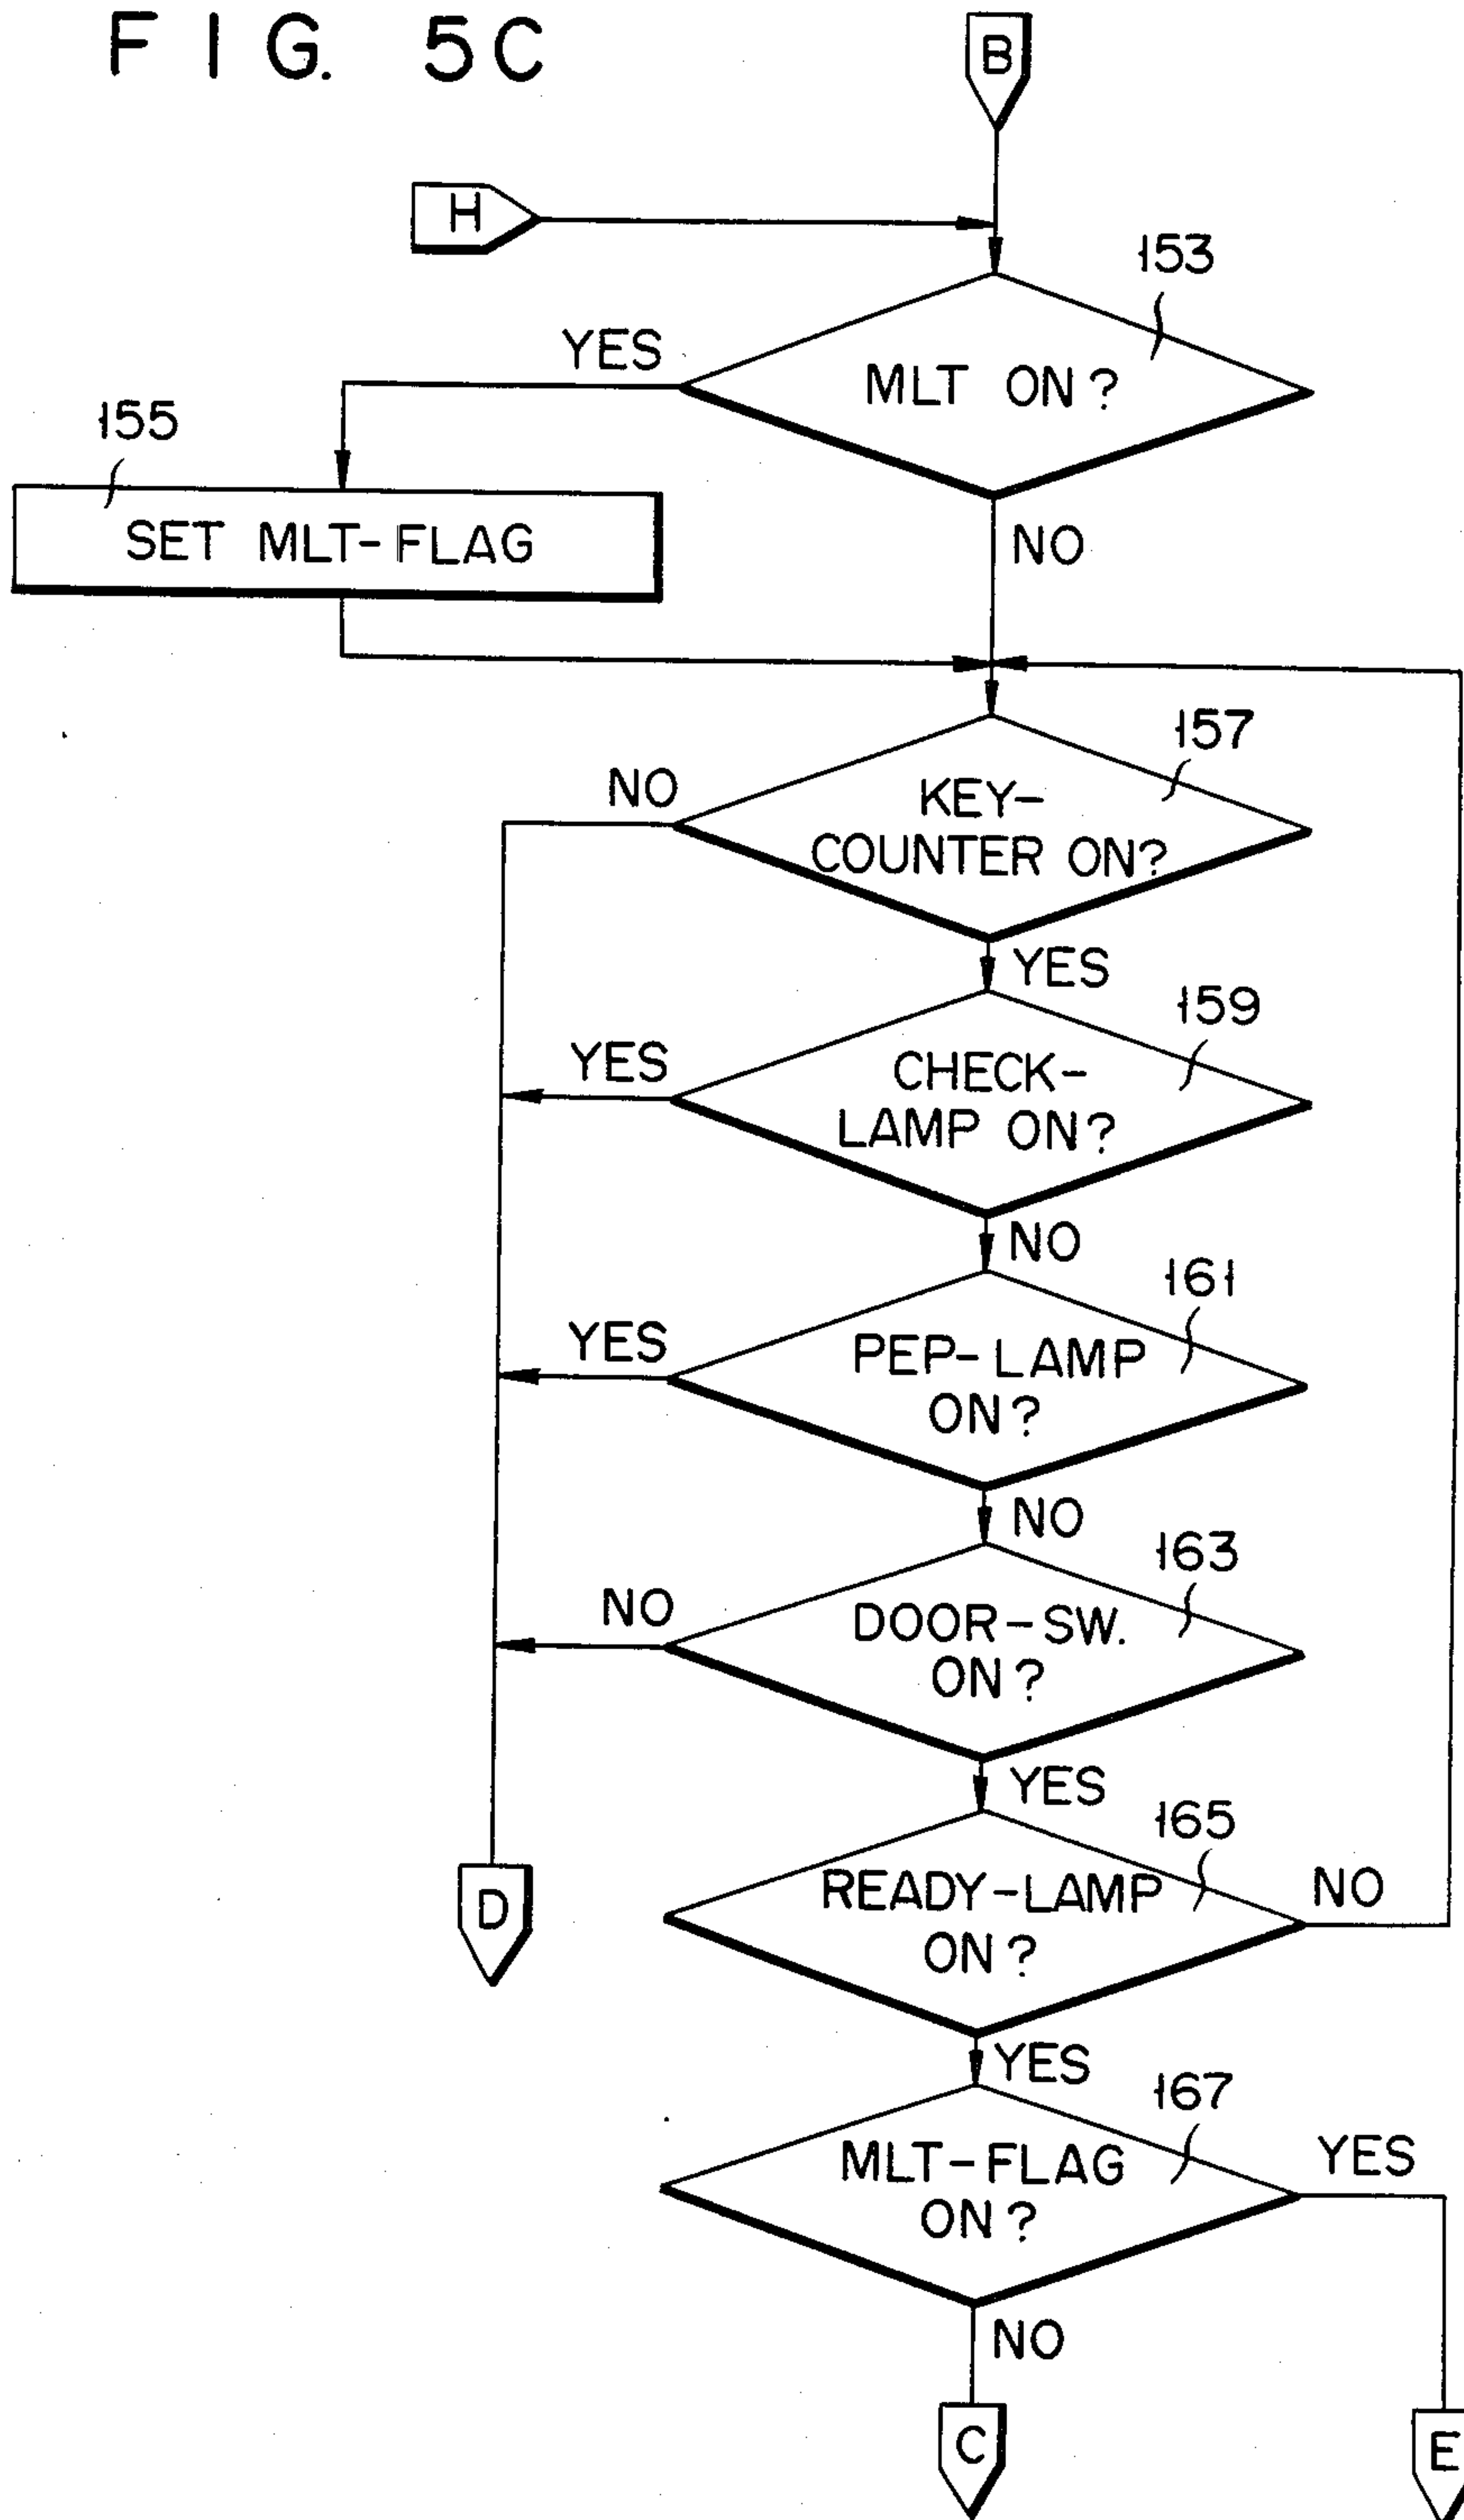 FIG. 5C
B
H
153
YES
MLT ON?
155
SET MLT-FLAG
NO
157
NO
KEY-
COUNTER ON?
YES
159
YES
CHECK-
LAMP ON?
NO
161
YES
PEP-LAMP
ON?
NO
163
NO
DOOR-SW.
ON?
YES
165
READY-LAMP
ON?
NO
D
YES
167
MLT-FLAG
ON?
YES
NO
C
E